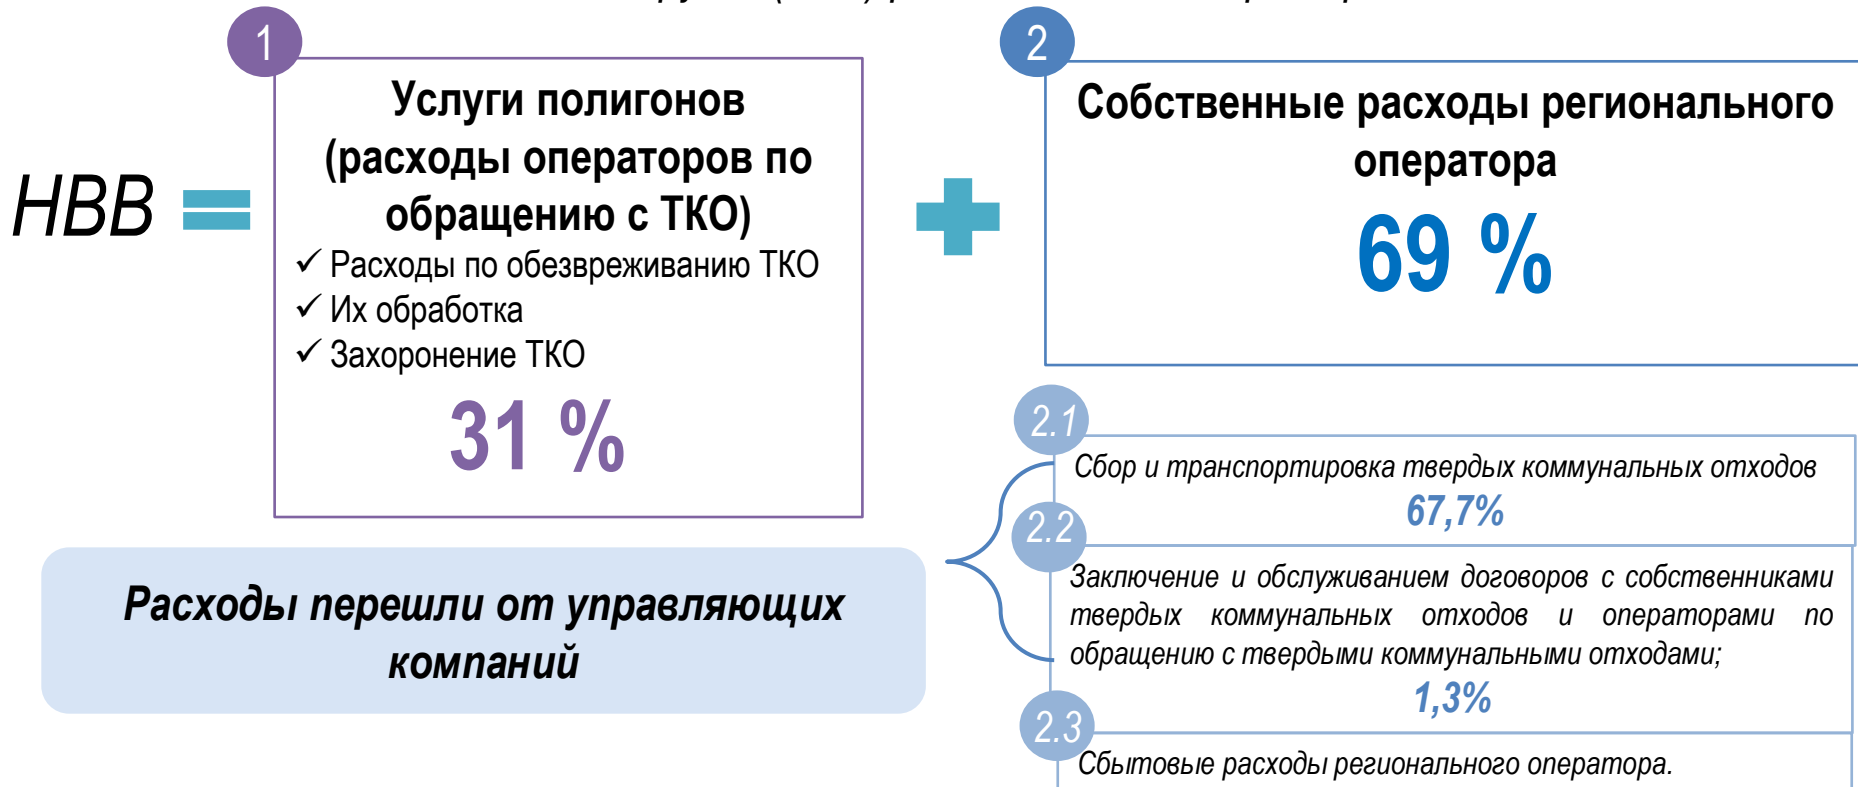 1
Услуги полигонов
(расходы операторов по
обращению с ТКО)
✓ Расходы по обезвреживанию ТКО
✓ Их обработка
✓ Захоронение ТКО
31 %
НВВ =
+
2
Собственные расходы регионального
оператора
69 %
2.1
Сбор и транспортировка твердых коммунальных отходов
67,7%
2.2
Заключение и обслуживанием договоров с собственниками
твердых коммунальных отходов и операторами по
обращению с твердыми коммунальными отходами;
1,3%
2.3
Сбытовые расходы регионального оператора.
Расходы перешли от управляющих
компаний